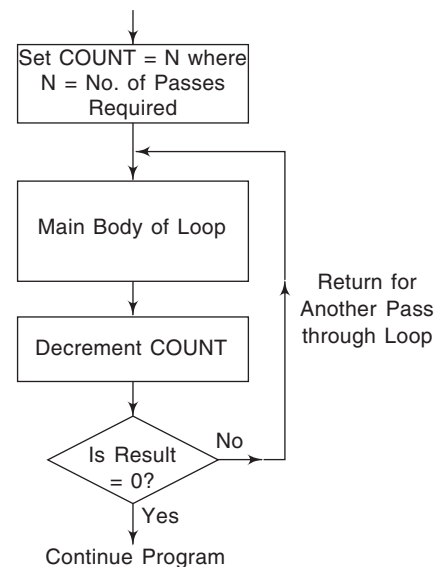 Set COUNT = N where
N = No. of Passes
Required
Main Body of Loop
Return for
Another Pass
through Loop
Decrement COUNT
Is Result
= 0?
No
Yes
Continue Program